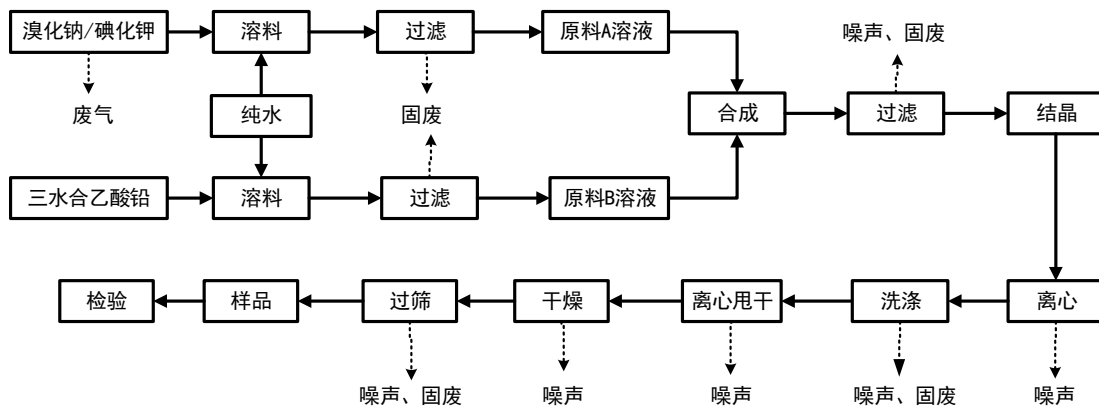 溴化钠/碘化钾
溶料
过滤
原料A溶液
噪声、固废
废气
纯水
固废
合成
过滤
结晶
三水合乙酸铅
溶料
过滤
原料B溶液
检验
样品
过筛
干燥
离心甩干
洗涤
离心
噪声、固废
噪声
噪声
噪声、固废
噪声